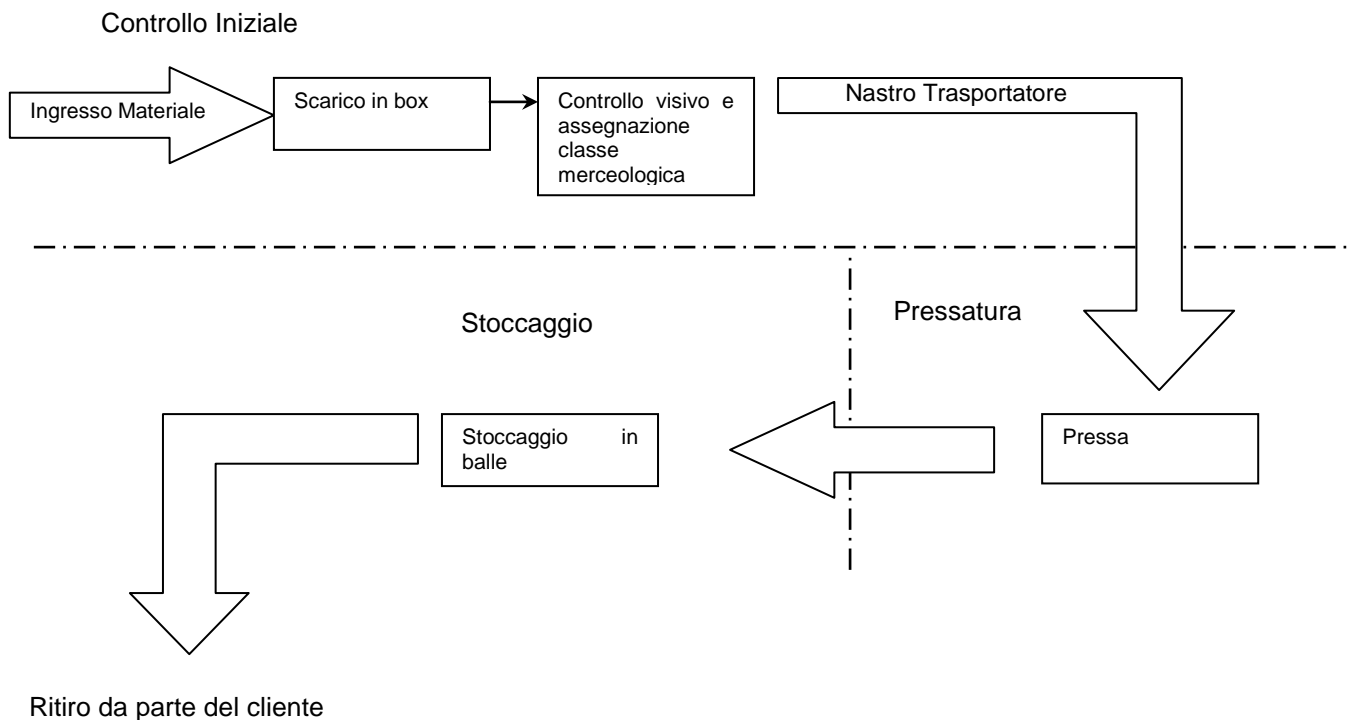 Controllo Iniziale
Ingresso Materiale
Scarico in box
Controllo visivo e
assegnazione
classe
merceologica
Nastro Trasportatore
Stoccaggio
Pressatura
Stoccaggio in
balle
Pressa
Ritiro da parte del cliente